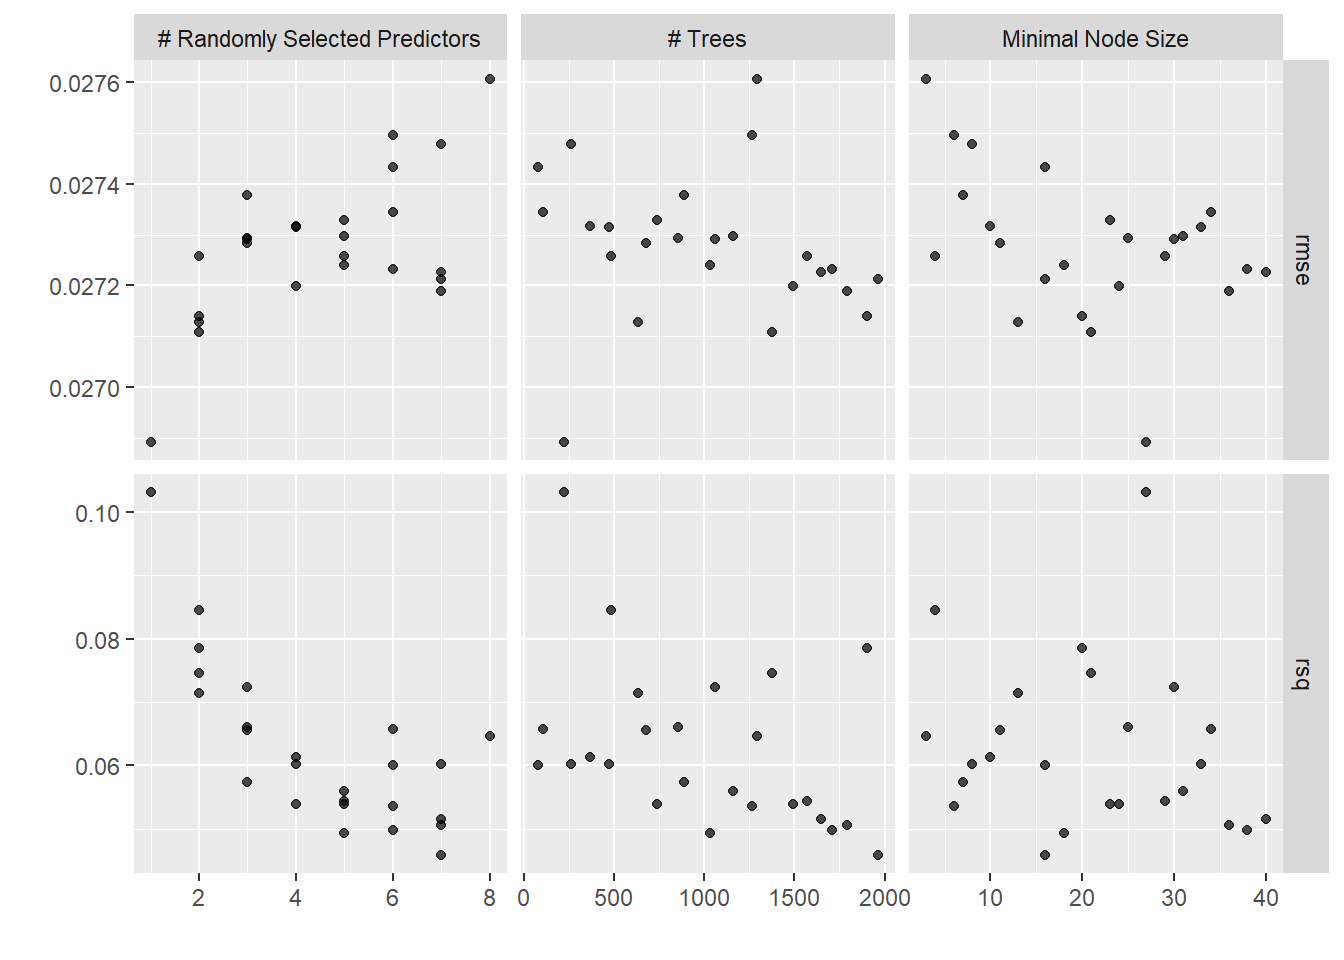 # Randomly Selected Predictors
# Trees
Minimal Node Size
0.0276
0.0274
0.0272
0.0270
rmse
0.10
0.08
0.06
rsq
2 4 6 8
0 500 1000 1500 2000
10 20 30 40